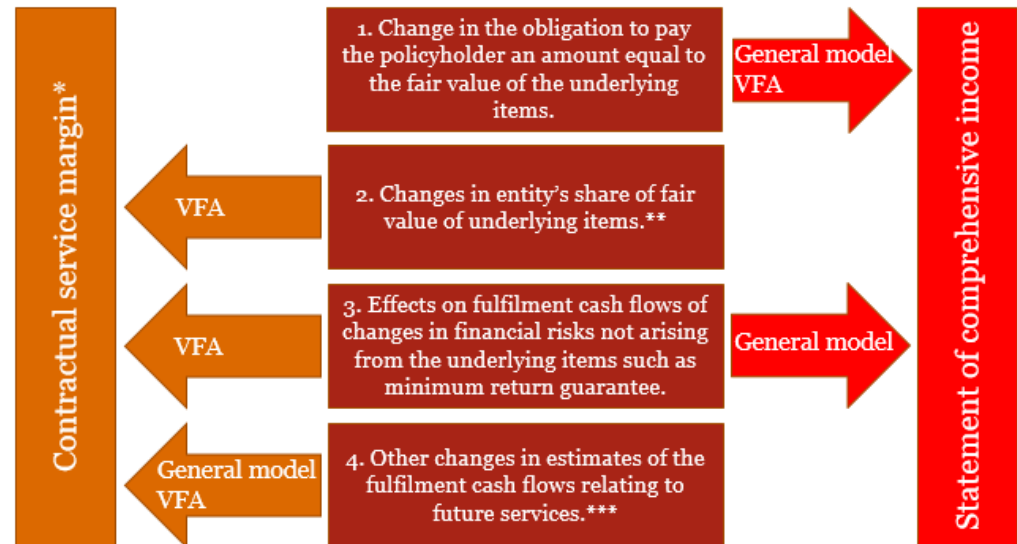 Contractual service margin*
1. Change in the obligation to pay
the policyholder an amount equal to
the fair value of the underlying
items.
General model
VFA
VFA
2. Changes in entity’s share of fair
value of underlying items.**
VFA
3. Effects on fulfilment cash flows of
changes in financial risks not arising
from the underlying items such as
minimum return guarantee.
General model
General model
VFA
4. Other changes in estimates of the
fulfilment cash flows relating to
future services.***
Statement of comprehensive income